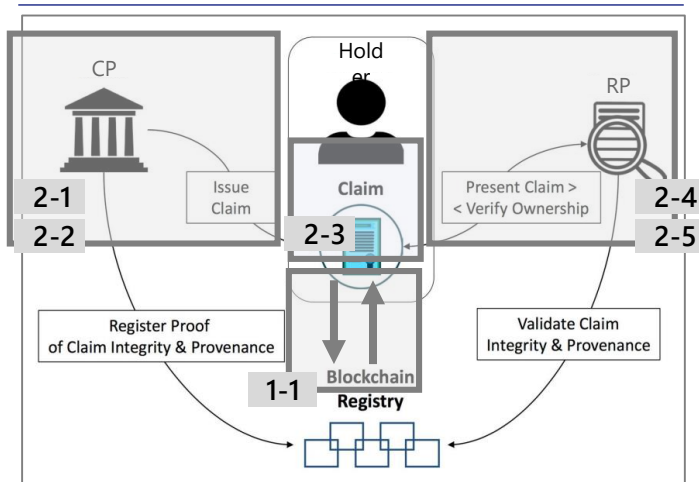 Hold
er
CP
RP
Issue
Claim
Claim
Present Claim >
< Verify Ownership
2-1
2-2
2-3
2-4
2-5
Register Proof
of Claim Integrity & Provenance
Validate Claim
Integrity & Provenance
1-1
Blockchain
Registry